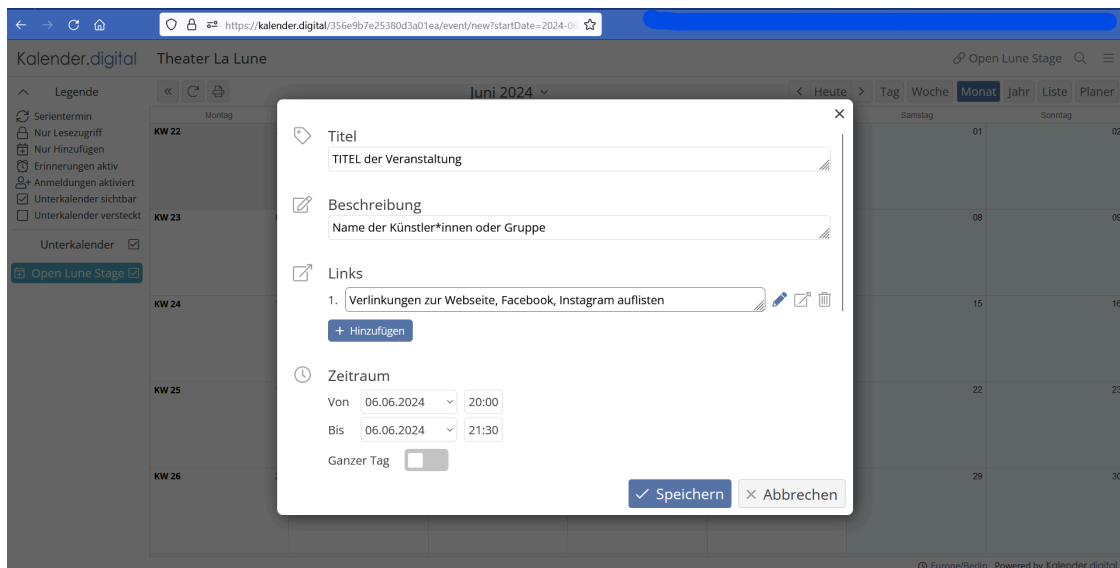 https://kalender.digital/356e9b7e25380d3a01ea/event/new?startDate=2024-0
Kalender.digital Theater La Lune Open Lune Stage
Legende Juni 2024 Heute Tag Woche Monat Jahr Liste Planer
Montag Samstag Sonntag
Serientermin
Nur Lesezugriff
Nur Hinzufügen
Erinnerungen aktiv
Anmeldungen aktiviert
Unterkalender sichtbar
Unterkalender versteckt
Unterkalender
Open Lune Stage
KW 22 01 02
KW 23 08 09
KW 24 15 16
KW 25 22 23
KW 26 29 30
Titel
TITEL der Veranstaltung
Beschreibung
Name der Künstler*innen oder Gruppe
Links
1. Verlinkungen zur Webseite, Facebook, Instagram auflisten
+ Hinzufügen
Zeitraum
Von 06.06.2024 20:00
Bis 06.06.2024 21:30
Ganzer Tag
Speichern Abbrechen
Europe/Berlin Powered by Kalender.digital